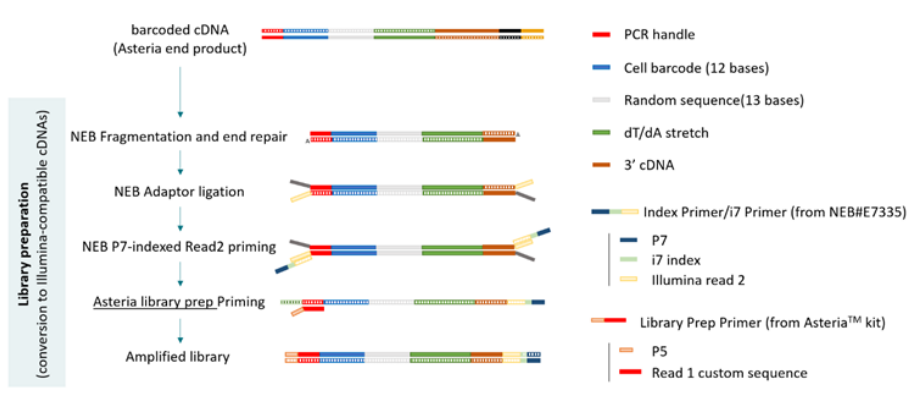 barcoded cDNA
(Asteria end product)
NEB Fragmentation and end repair
A
A
NEB Adaptor ligation
NEB P7-indexed Read2 priming
Asteria library prep Priming
Amplified library
Library preparation
(conversion to Illumina-compatible cDNAs)
PCR handle
Cell barcode (12 bases)
Random sequence(13 bases)
dT/dA stretch
3’ cDNA
Index Primer/i7 Primer (from NEB#E7335)
P7
i7 index
Illumina read 2
Library Prep Primer (from Asteria™ kit)
P5
Read 1 custom sequence